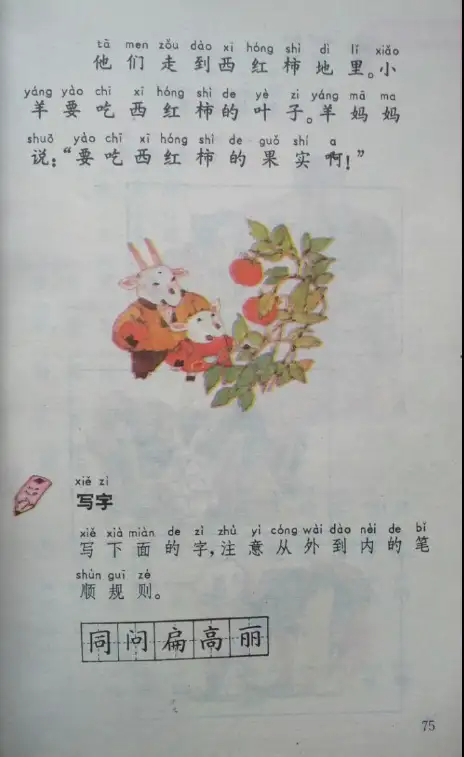 tā men zǒu dào xī hóng shì dì lǐ xiǎo
他们走到西红柿地里。小
yáng yào chī xī hóng shì de yè zi yáng mā ma
羊要吃西红柿的叶子。羊妈妈
shuō yào chī xī hóng shì de guǒ shí a
说:“要吃西红柿的果实啊!”
xiě zì
写字
xiě xià miàn de zì zhù yì cóng wài dào nèi de bǐ
写下面的字,注意从外到内的笔
shùn guī zé
顺规则。
同问扁高丽
75